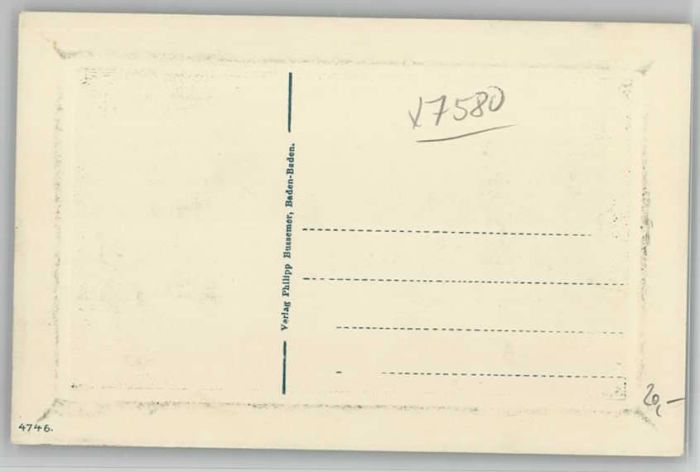 x7580
Verlag Philipp Bussemer, Baden-Baden.
20,-
4746.